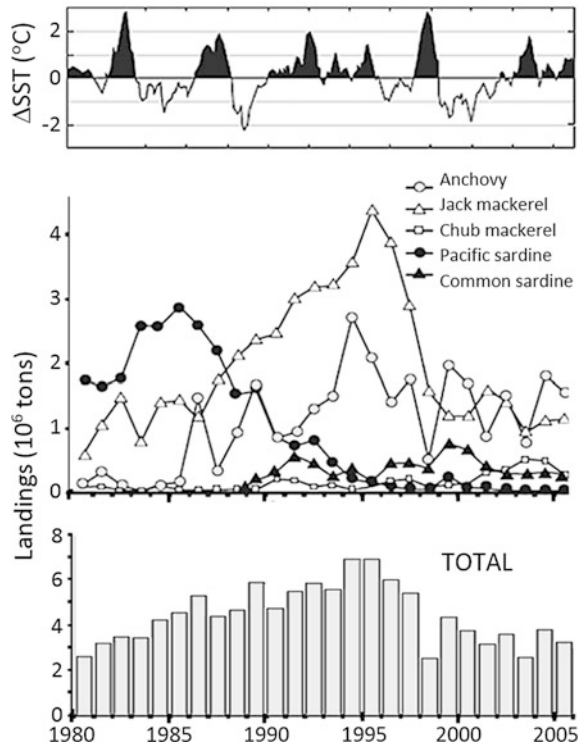 ΔSST (°C)
2
0
-2
Anchovy
Jack mackerel
Chub mackerel
Pacific sardine
Common sardine
4
3
2
1
0
Landings (10⁶ tons)
TOTAL
8
6
4
2
0
1980 1985 1990 1995 2000 2005